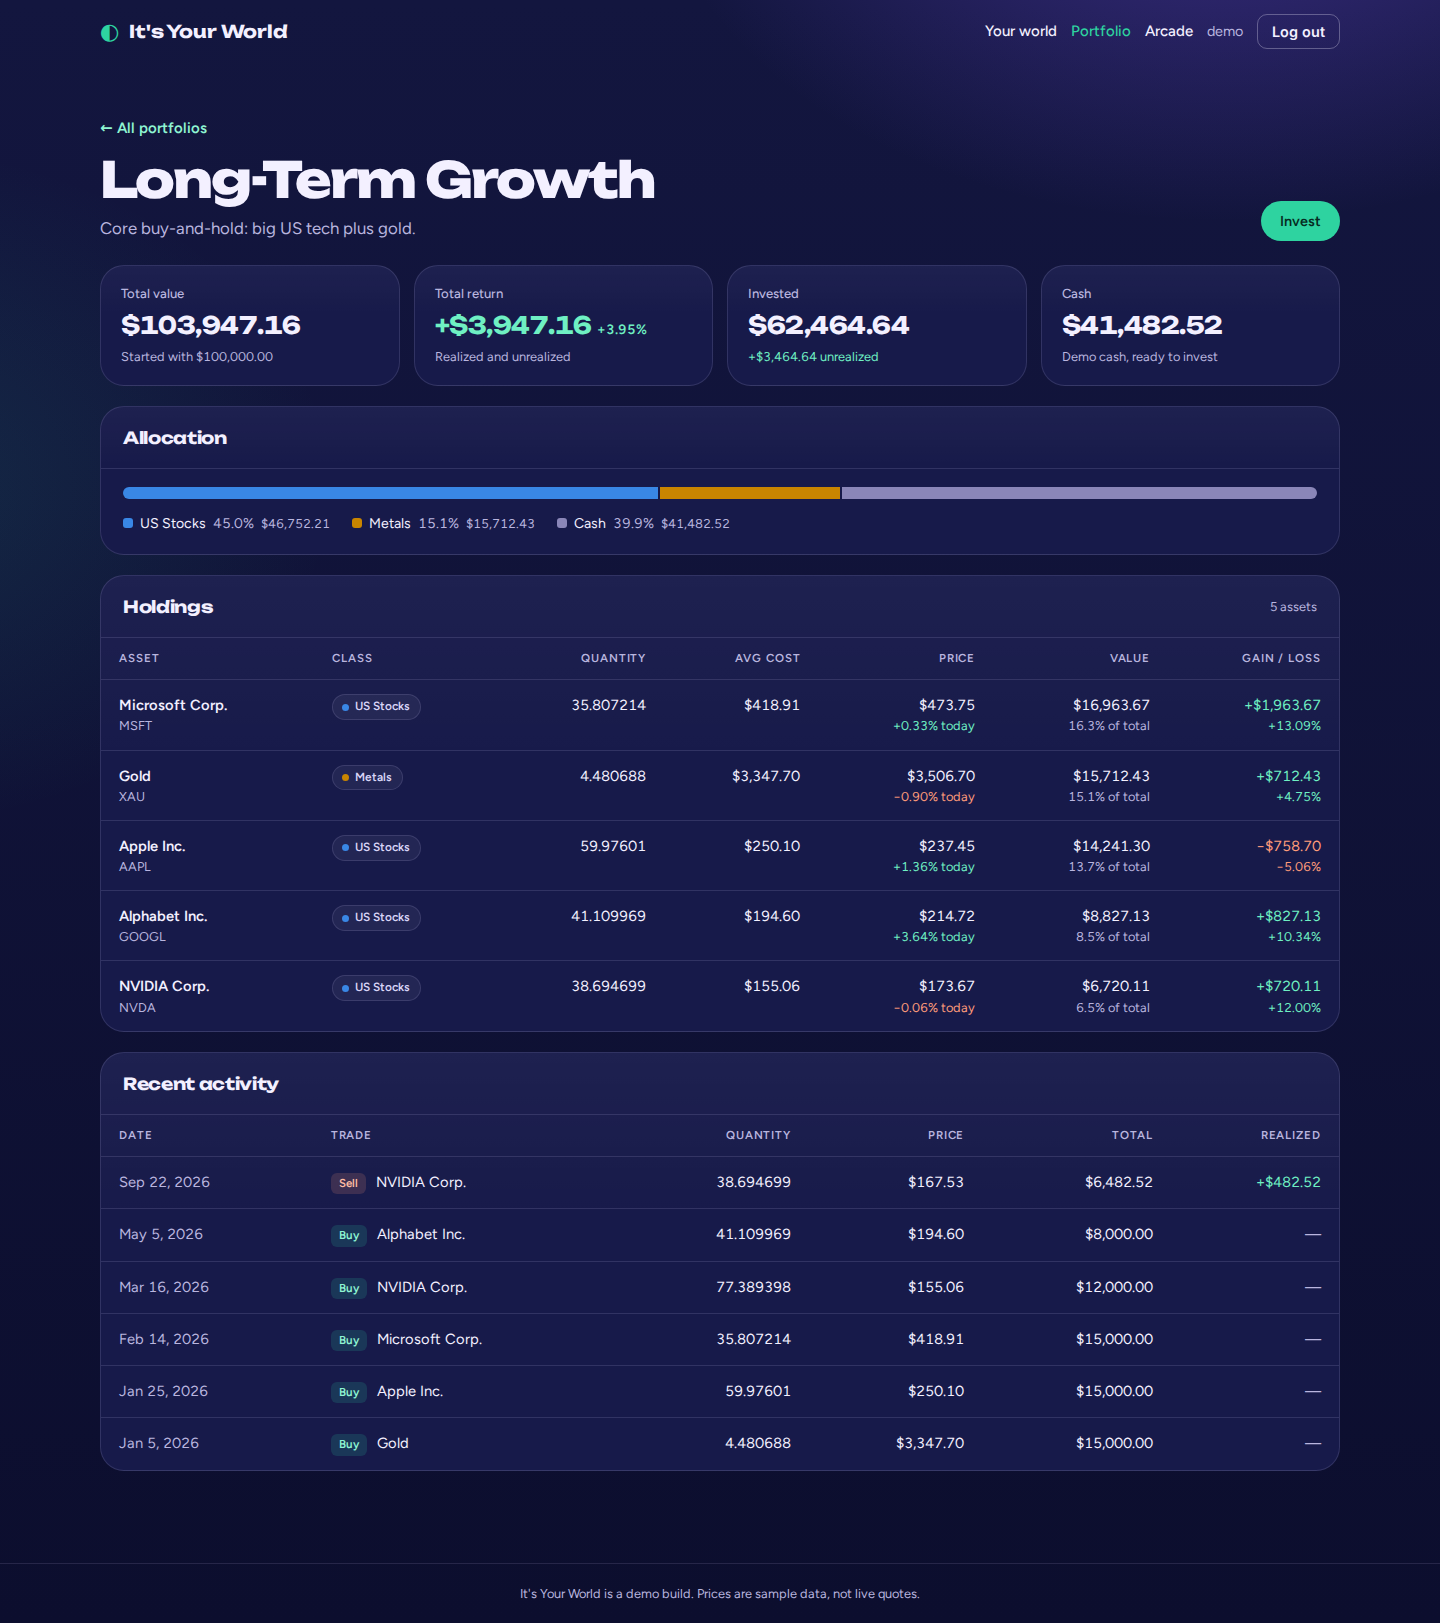 It's Your World
Your world Portfolio Arcade demo Log out
← All portfolios
Long-Term Growth
Core buy-and-hold: big US tech plus gold.
Invest
Total value
$103,947.16
Started with $100,000.00
Total return
+$3,947.16 +3.95%
Realized and unrealized
Invested
$62,464.64
+$3,464.64 unrealized
Cash
$41,482.52
Demo cash, ready to invest
Allocation
US Stocks 45.0% $46,752.21 Metals 15.1% $15,712.43 Cash 39.9% $41,482.52
Holdings 5 assets
ASSET CLASS QUANTITY AVG COST PRICE VALUE GAIN / LOSS
Microsoft Corp. US Stocks 35.807214 $418.91 $473.75 $16,963.67 +$1,963.67
MSFT +0.33% today 16.3% of total +13.09%
Gold Metals 4.480688 $3,347.70 $3,506.70 $15,712.43 +$712.43
XAU −0.90% today 15.1% of total +4.75%
Apple Inc. US Stocks 59.97601 $250.10 $237.45 $14,241.30 −$758.70
AAPL +1.36% today 13.7% of total −5.06%
Alphabet Inc. US Stocks 41.109969 $194.60 $214.72 $8,827.13 +$827.13
GOOGL +3.64% today 8.5% of total +10.34%
NVIDIA Corp. US Stocks 38.694699 $155.06 $173.67 $6,720.11 +$720.11
NVDA −0.06% today 6.5% of total +12.00%
Recent activity
DATE TRADE QUANTITY PRICE TOTAL REALIZED
Sep 22, 2026 Sell NVIDIA Corp. 38.694699 $167.53 $6,482.52 +$482.52
May 5, 2026 Buy Alphabet Inc. 41.109969 $194.60 $8,000.00 —
Mar 16, 2026 Buy NVIDIA Corp. 77.389398 $155.06 $12,000.00 —
Feb 14, 2026 Buy Microsoft Corp. 35.807214 $418.91 $15,000.00 —
Jan 25, 2026 Buy Apple Inc. 59.97601 $250.10 $15,000.00 —
Jan 5, 2026 Buy Gold 4.480688 $3,347.70 $15,000.00 —
It's Your World is a demo build. Prices are sample data, not live quotes.